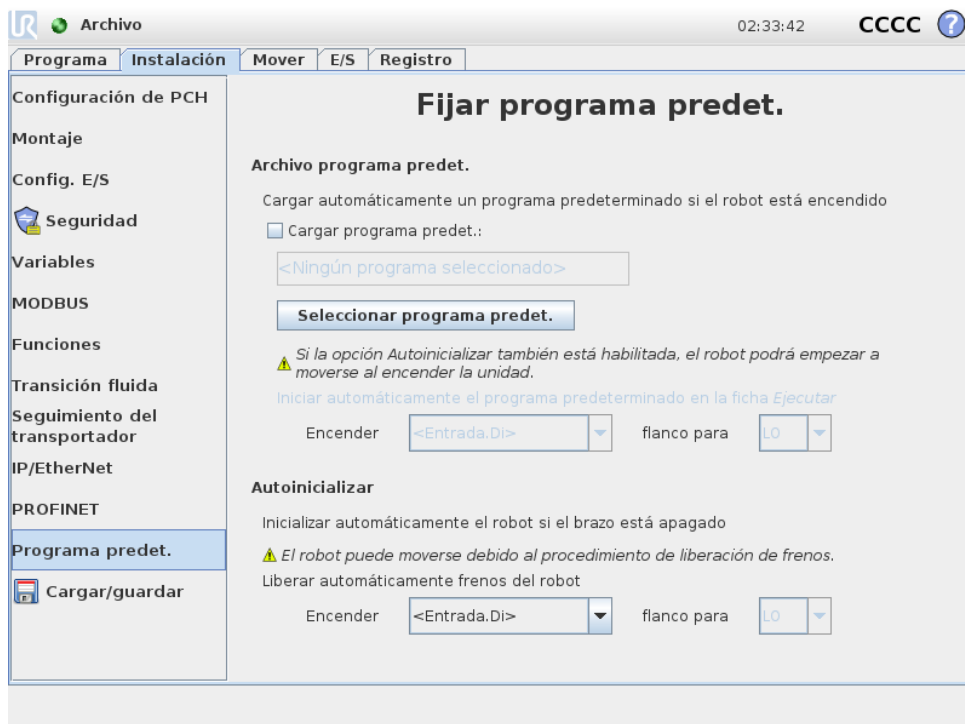 UR Archivo 02:33:42 CCCC ?
Programa Instalación Mover E/S Registro
Configuración de PCH
Montaje
Config. E/S
Seguridad
Variables
MODBUS
Funciones
Transición fluida
Seguimiento del
transportador
IP/EtherNet
PROFINET
Programa predet.
Cargar/guardar
Fijar programa predet.
Archivo programa predet.
Cargar automáticamente un programa predeterminado si el robot está encendido
Cargar programa predet.:
<Ningún programa seleccionado>
Seleccionar programa predet.
Si la opción Autoinicializar también está habilitada, el robot podrá empezar a
moverse al encender la unidad.
Iniciar automáticamente el programa predeterminado en la ficha Ejecutar
Encender <Entrada.Di> flanco para LO
Autoinicializar
Inicializar automáticamente el robot si el brazo está apagado
El robot puede moverse debido al procedimiento de liberación de frenos.
Liberar automáticamente frenos del robot
Encender <Entrada.Di> flanco para LO